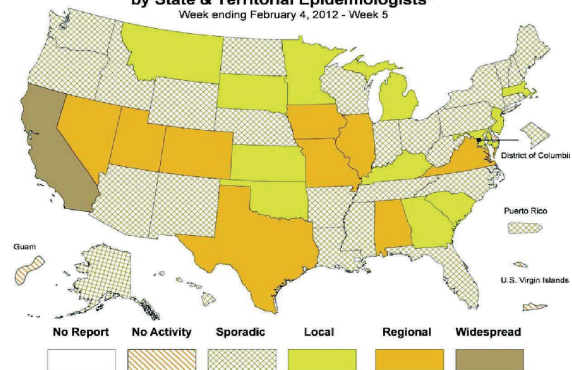 by State & Territorial Epidemiologists
Week ending February 4, 2012 - Week 5
District of Columbia
Puerto Rico
Guam
U.S. Virgin Islands
No Report
No Activity
Sporadic
Local
Regional
Widespread